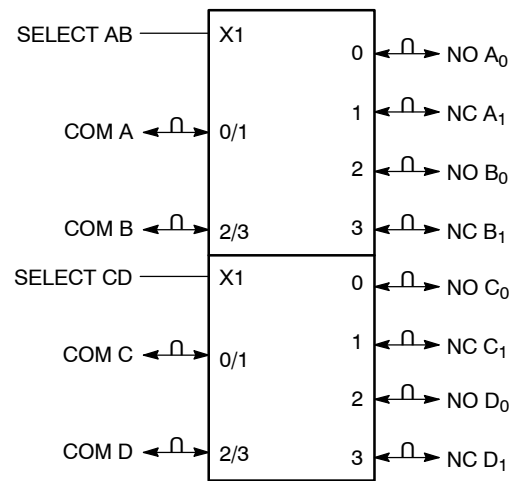 SELECT AB X1
0 NO A₀
1 NC A₁
COM A 0/1
2 NO B₀
COM B 2/3 3 NC B₁
SELECT CD X1 0 NO C₀
1 NC C₁
COM C 0/1
2 NO D₀
COM D 2/3 3 NC D₁